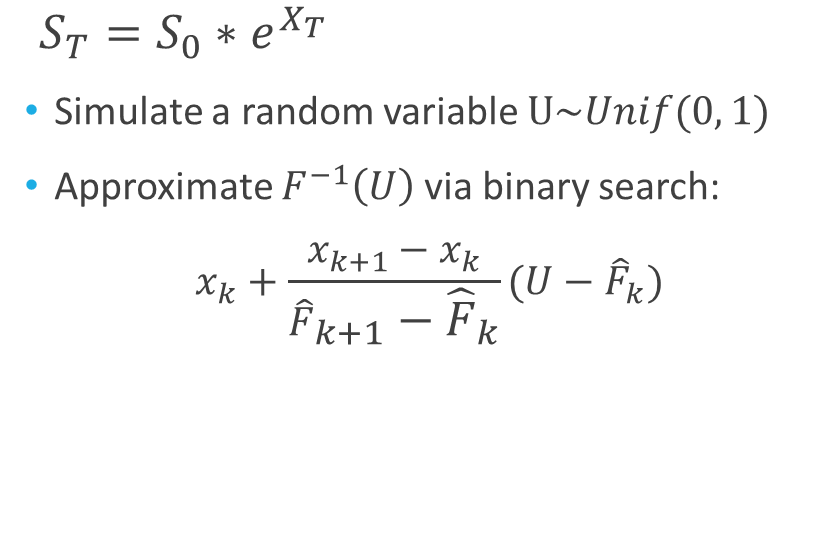 S_T = S_0 * e^{X_T}
• Simulate a random variable U~Unif(0, 1)
• Approximate F^{-1}(U) via binary search:
x_k + \frac{x_{k+1} - x_k}{\hat{F}_{k+1} - \hat{F}_k}(U - \hat{F}_k)